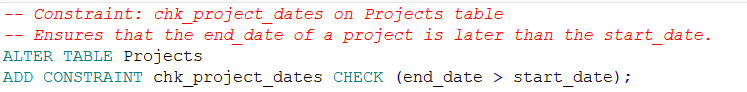 -- Constraint: chk_project_dates on Projects table
-- Ensures that the end_date of a project is later than the start_date.
ALTER TABLE Projects
ADD CONSTRAINT chk_project_dates CHECK (end_date > start_date);